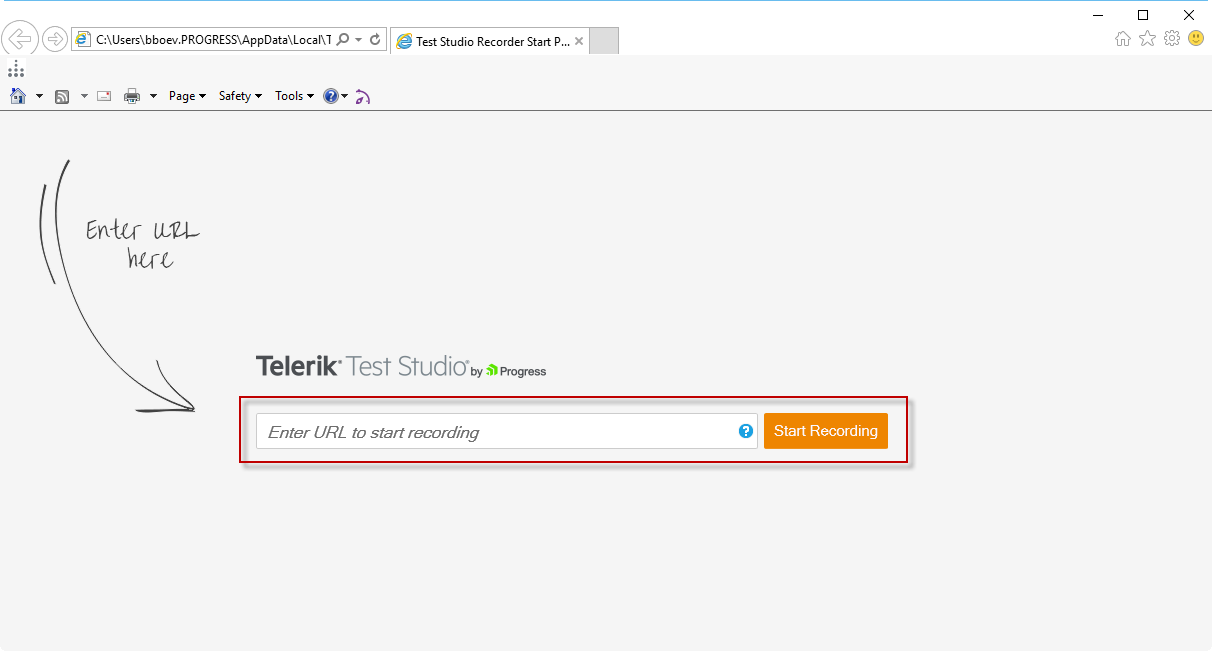 C:\Users\bboev.PROGRESS\AppData\Local\T
Test Studio Recorder Start P...
Page Safety Tools
Enter URL
here
Telerik® Test Studio® by Progress
Enter URL to start recording
Start Recording